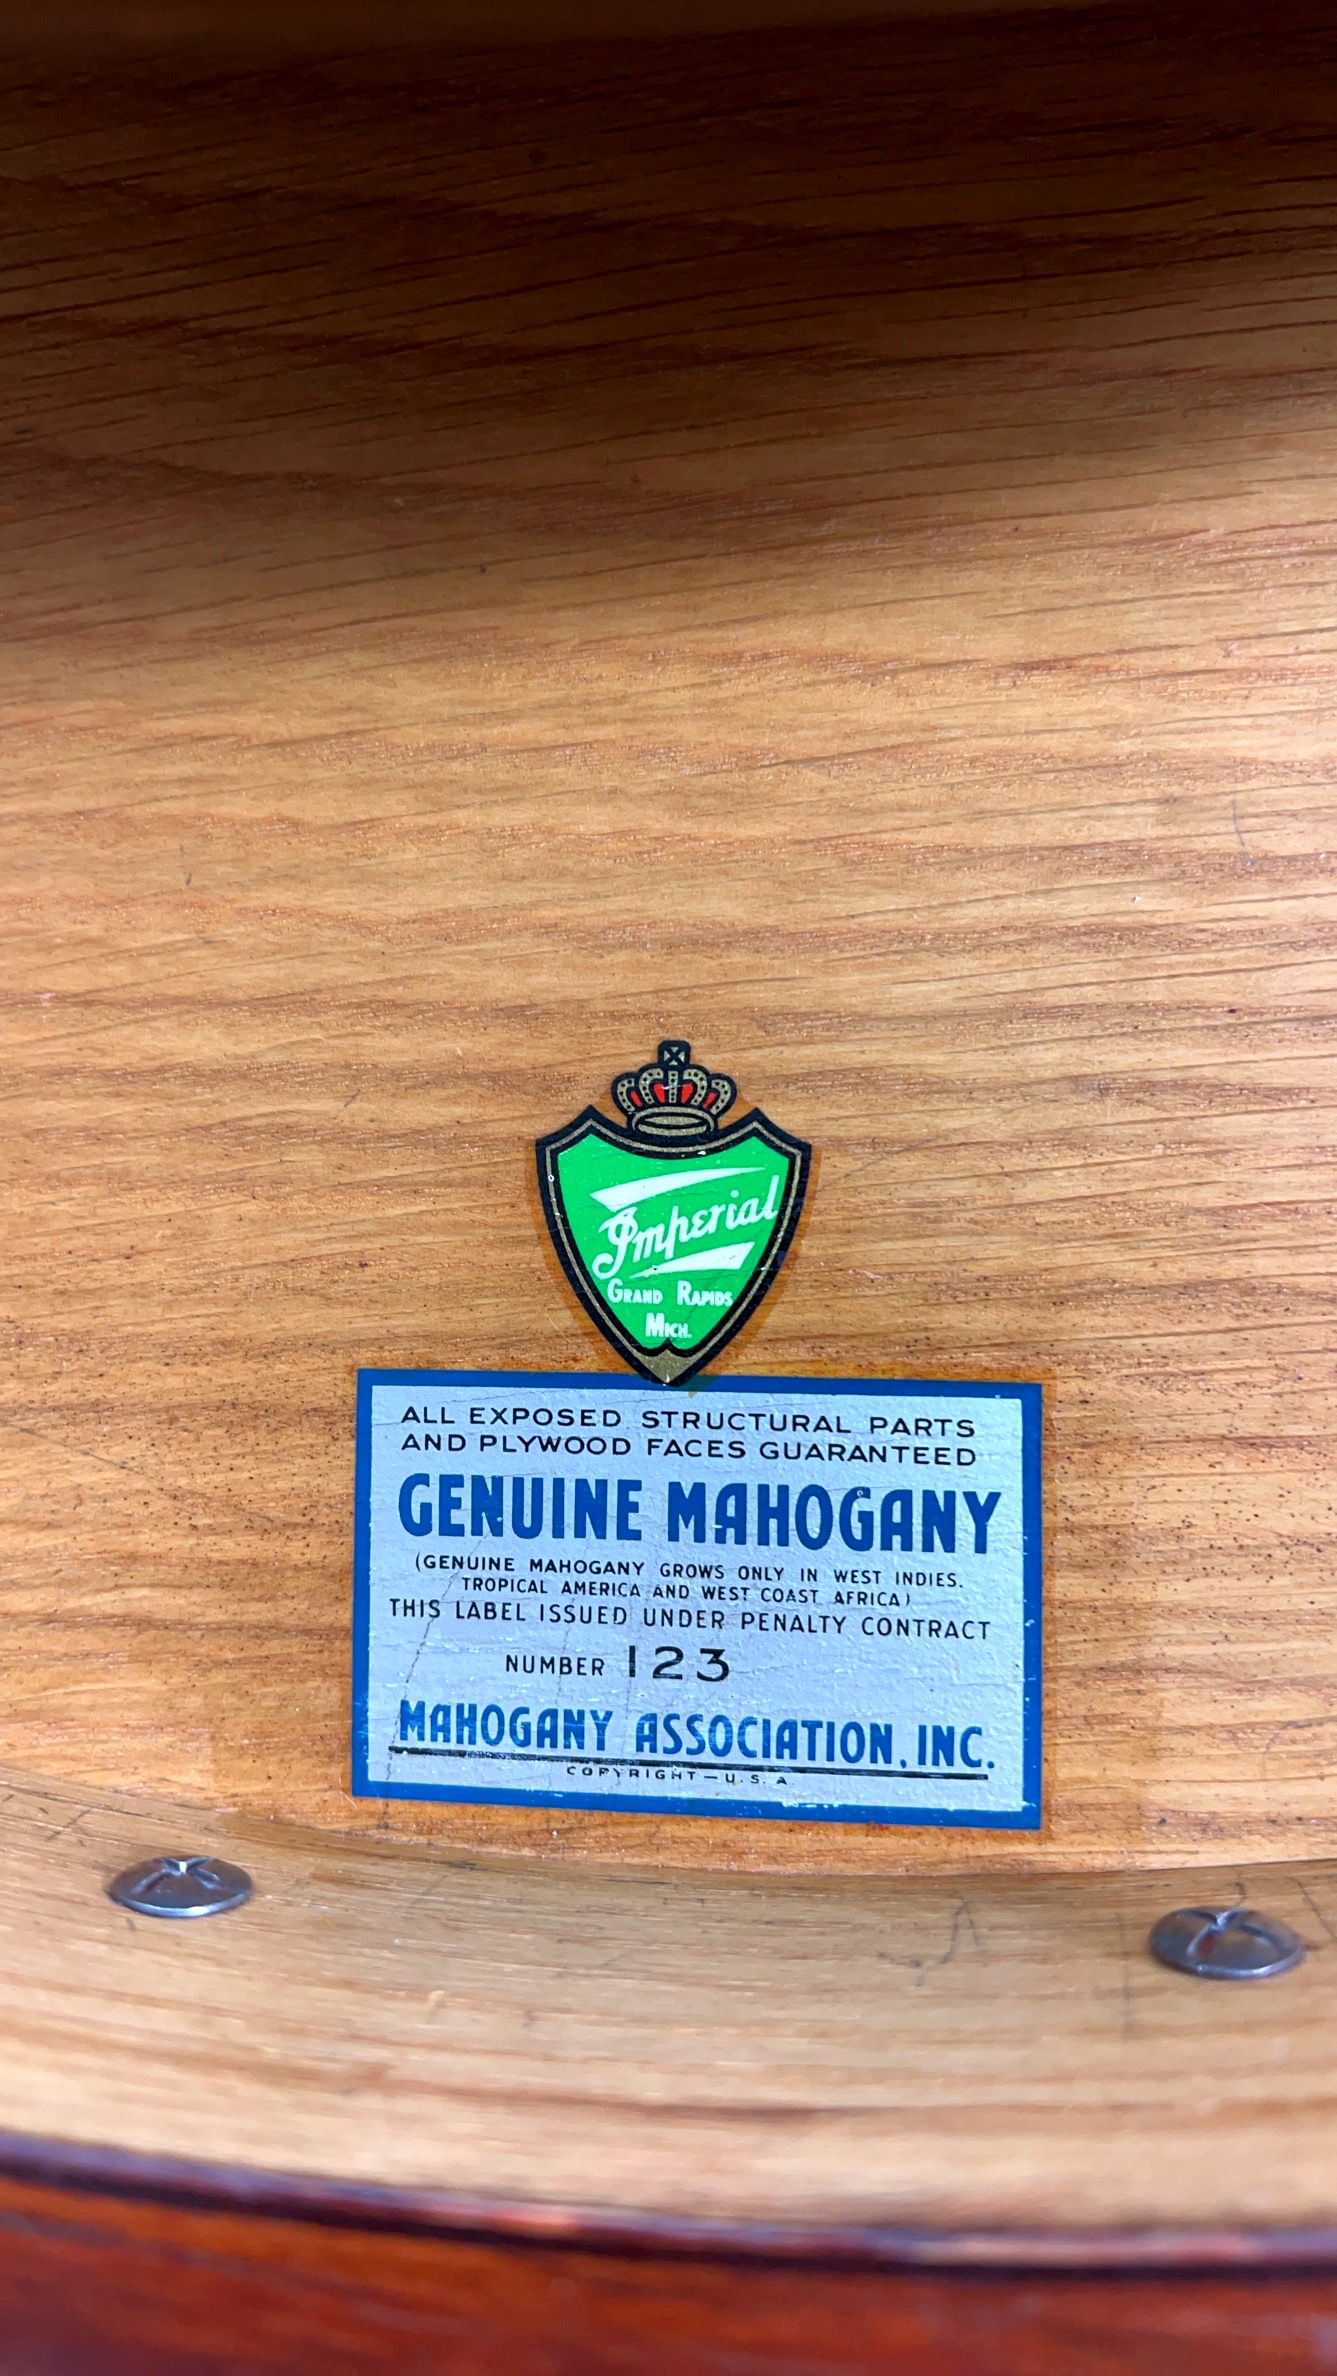 Imperial
GRAND RAPIDS
MICH.
ALL EXPOSED STRUCTURAL PARTS
AND PLYWOOD FACES GUARANTEED
GENUINE MAHOGANY
(GENUINE MAHOGANY GROWS ONLY IN WEST INDIES.
TROPICAL AMERICA AND WEST COAST AFRICA)
THIS LABEL ISSUED UNDER PENALTY CONTRACT
NUMBER 123
MAHOGANY ASSOCIATION, INC.
COPYRIGHT — U.S.A.